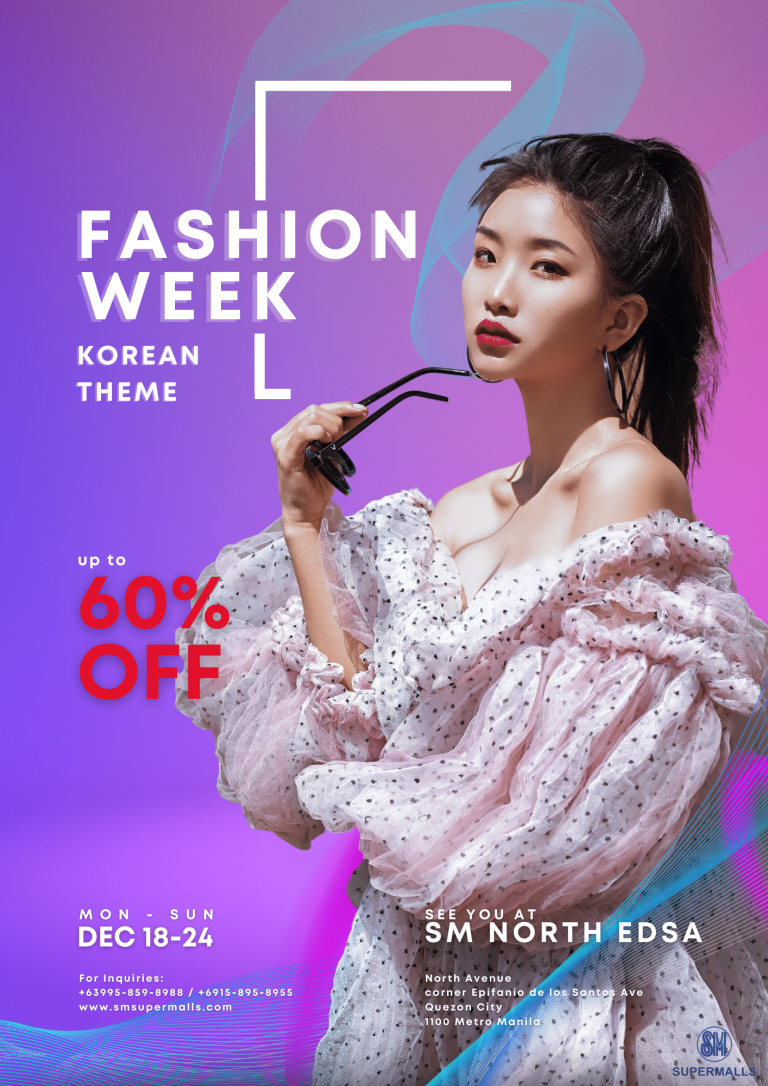 FASHION
WEEK
KOREAN
THEME
up to
60%
OFF
MON - SUN
DEC 18-24
For Inquiries:
+63995-859-8988 / +6915-895-8955
www.smsupermalls.com
SEE YOU AT
SM NORTH EDSA
North Avenue
corner Epifanio de los Santos Ave
Quezon City
1100 Metro Manila
SM
SUPERMALLS